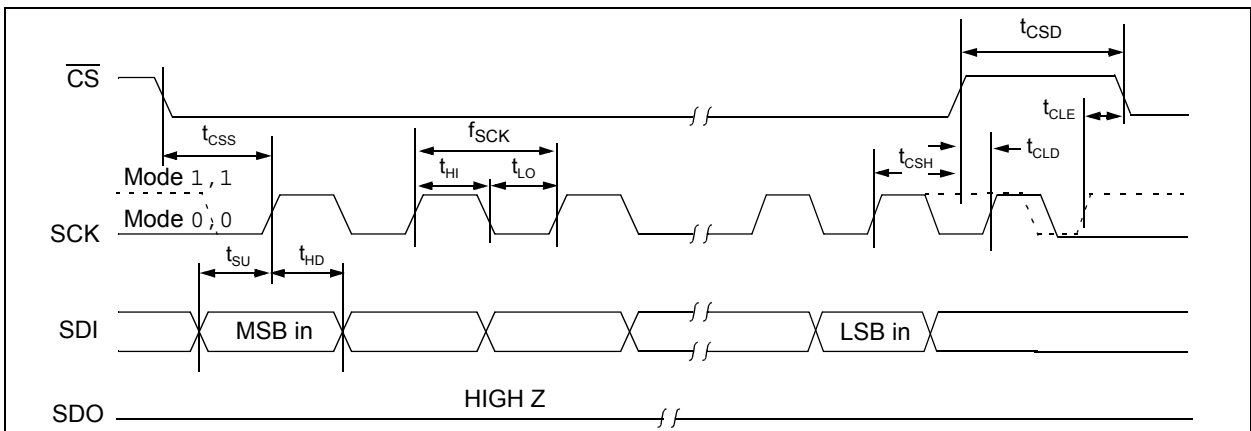 tCSD
CS
tCLE
tCSS
fSCK
tCSH
tCLD
Mode 1,1
tHI
tLO
Mode 0,0
SCK
tSU
tHD
SDI
MSB in
LSB in
HIGH Z
SDO